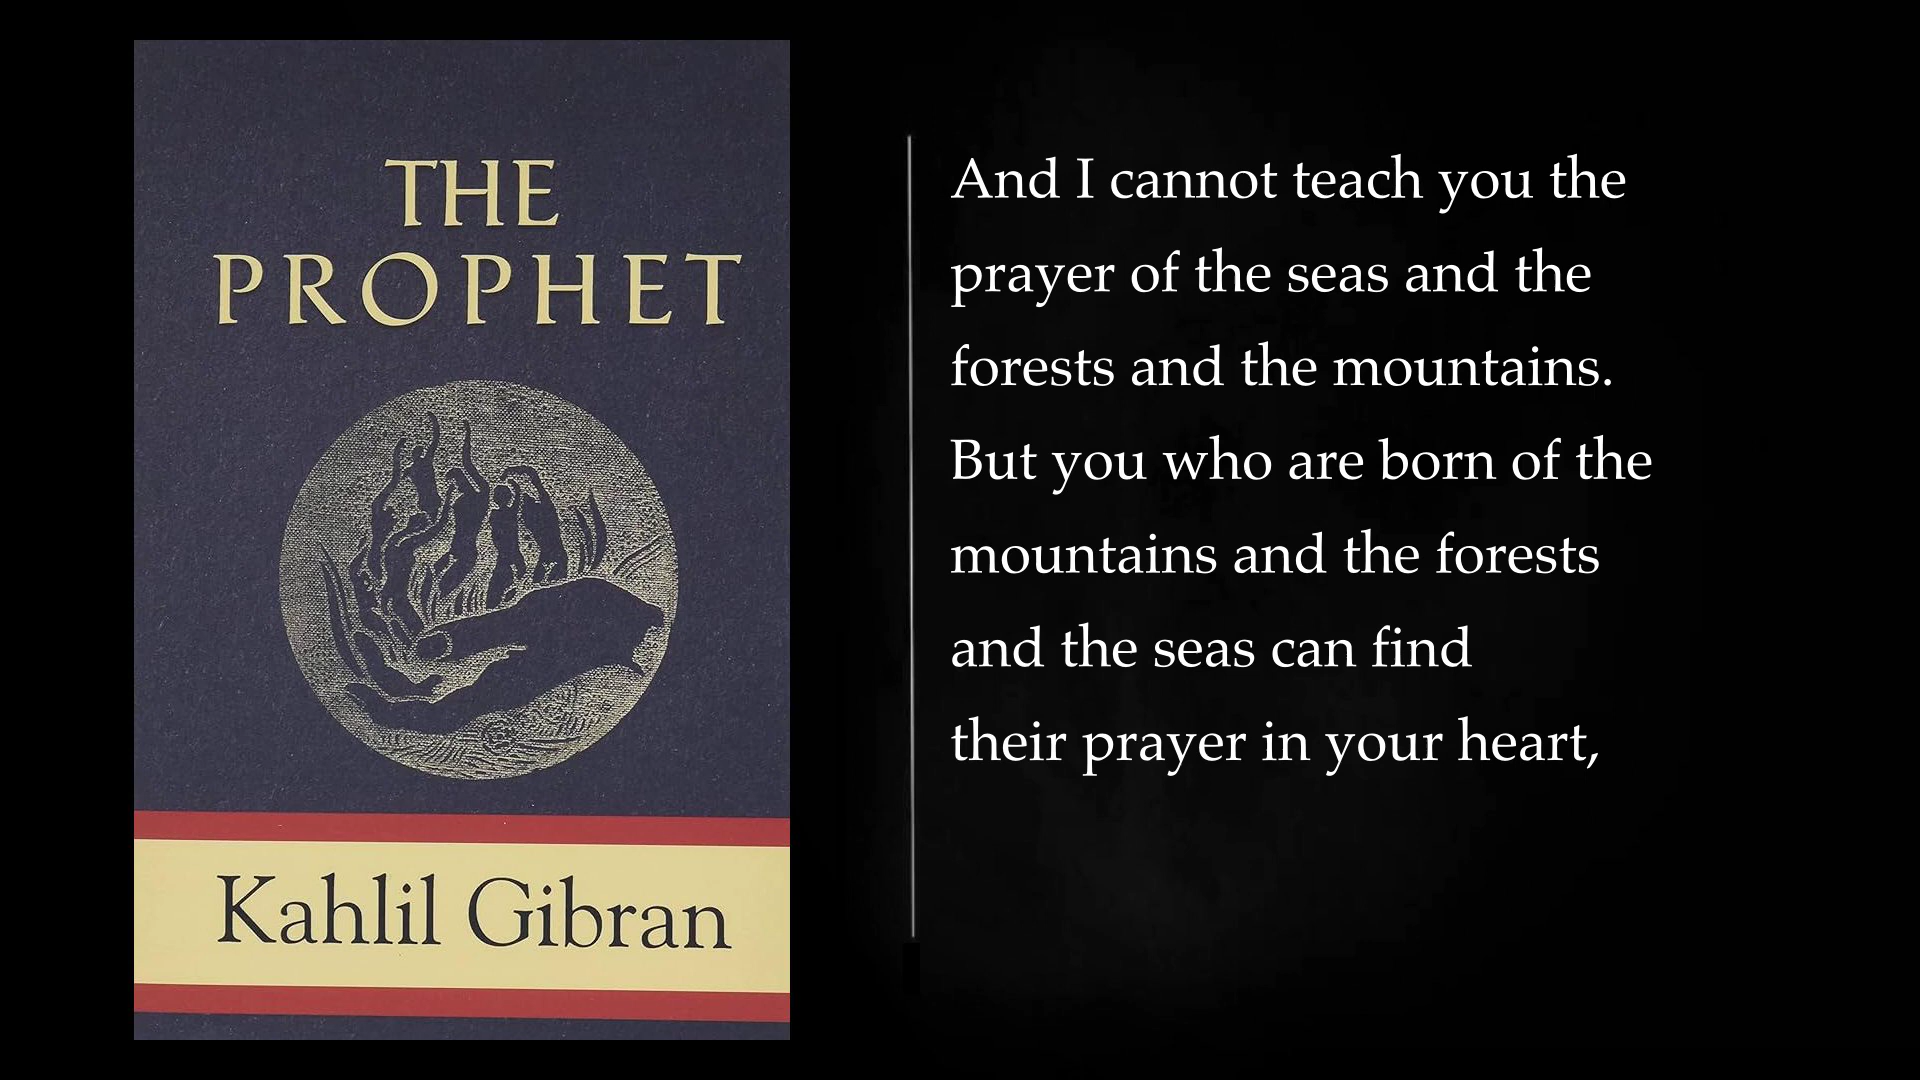 THE
PROPHET
Kahlil Gibran
And I cannot teach you the
prayer of the seas and the
forests and the mountains.
But you who are born of the
mountains and the forests
and the seas can find
their prayer in your heart,